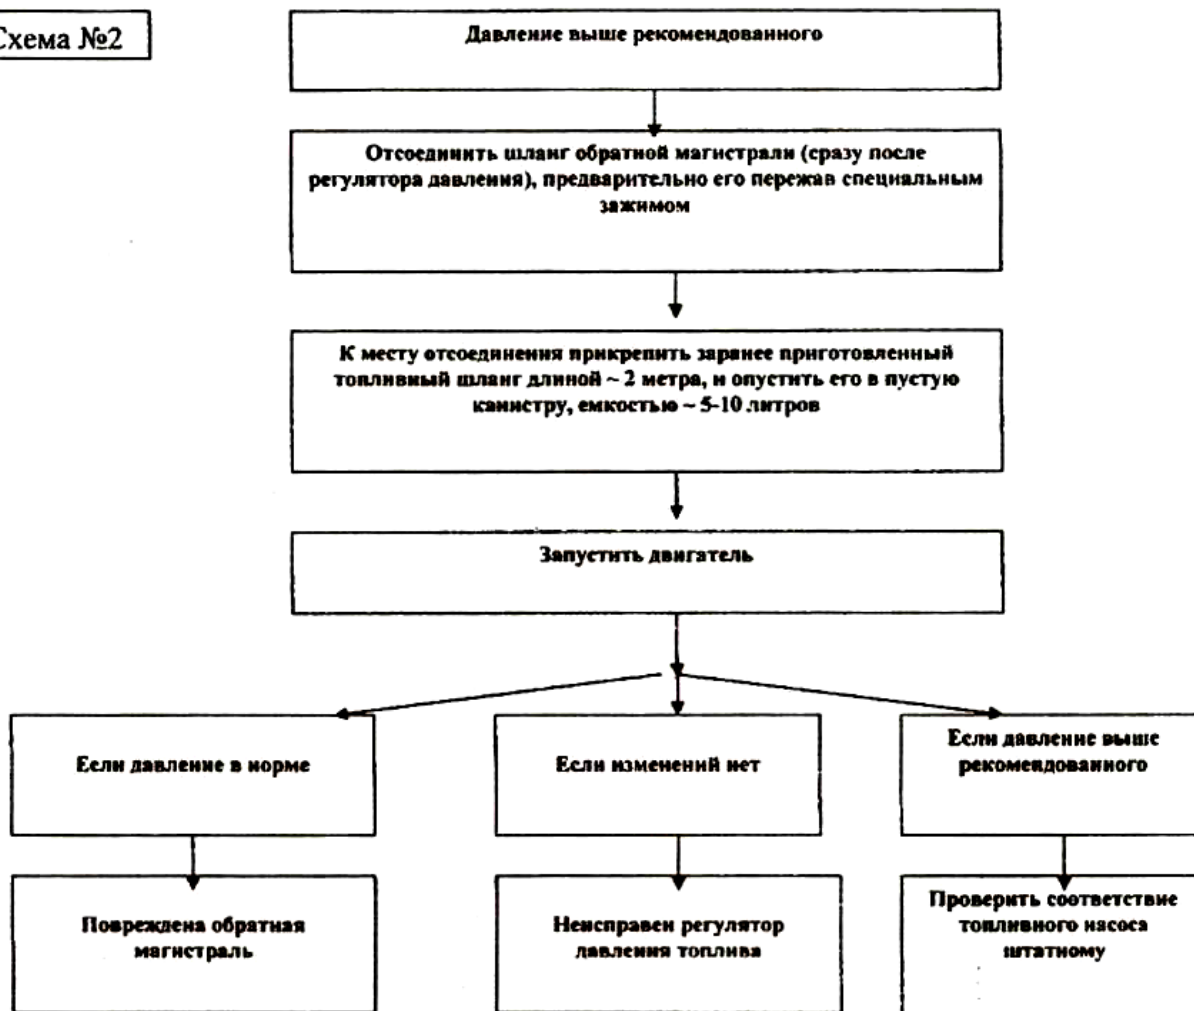 Схема №2
Давление выше рекомендованного
Отсоединить шланг обратной магистрали (сразу после
регулятора давления), предварительно его пережав специальным
зажимом
К месту отсоединения прикрепить заранее приготовленный
топливный шланг длиной ~ 2 метра, и опустить его в пустую
канистру, емкостью ~ 5-10 литров
Запустить двигатель
Если давление в норме
Если изменений нет
Если давление выше
рекомендованного
Повреждена обратная
магистраль
Неисправен регулятор
давления топлива
Проверить соответствие
топливного насоса
штатному